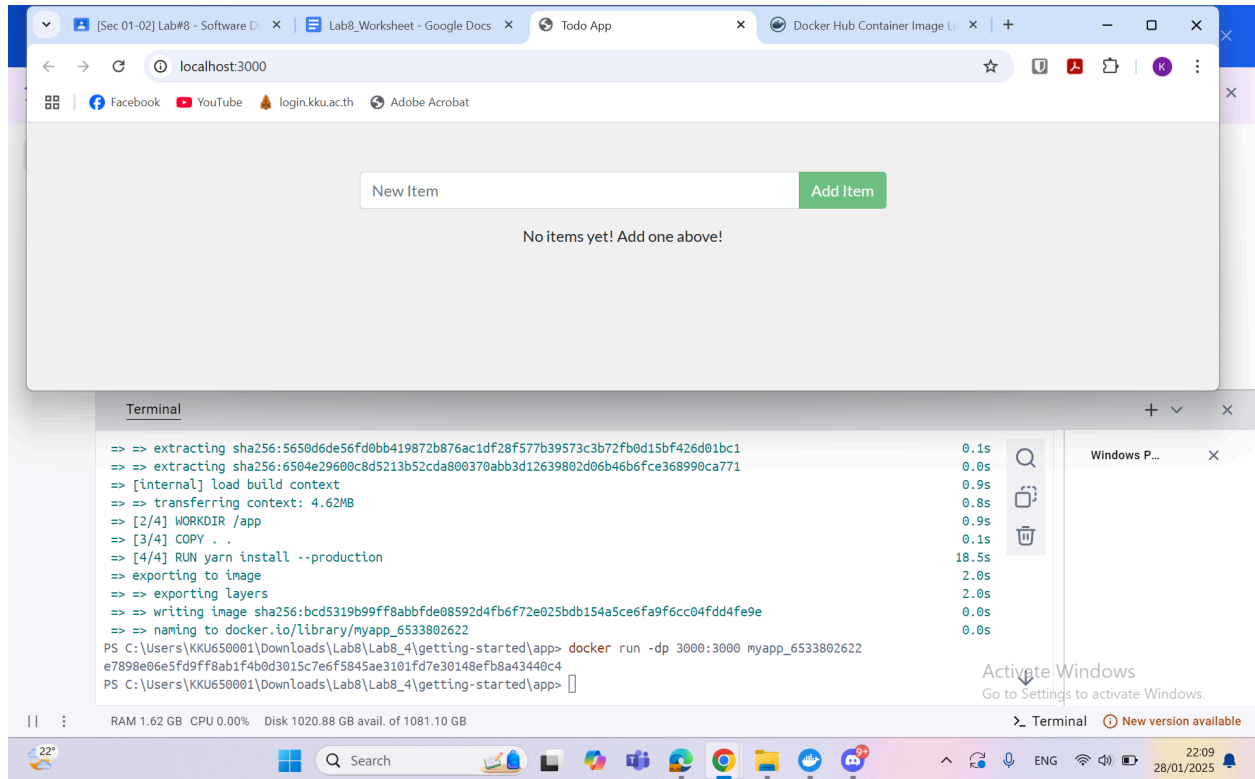 [Sec 01-02] Lab#8 - Software D
Lab8_Worksheet - Google Docs
Todo App
Docker Hub Container Image Li
localhost:3000
K
Facebook
YouTube
login.kku.ac.th
Adobe Acrobat
New Item
Add Item
No items yet! Add one above!
Terminal
=> => extracting sha256:5650d6de56fd0bb419872b876ac1df28f577b39573c3b72fb0d15bf426d01bc1 0.1s
=> => extracting sha256:6504e29600c8d5213b52cda800370abb3d12639802d06b46b6fce368990ca771 0.0s
=> [internal] load build context 0.9s
=> => transferring context: 4.62MB 0.8s
=> [2/4] WORKDIR /app 0.9s
=> [3/4] COPY . . 0.1s
=> [4/4] RUN yarn install --production 18.5s
=> exporting to image 2.0s
=> => exporting layers 2.0s
=> => writing image sha256:bcd5319b99ff8abbfde08592d4fb6f72e025bdb154a5ce6fa9f6cc04fdd4fe9e 0.0s
=> => naming to docker.io/library/myapp_6533802622 0.0s
PS C:\Users\KKU650001\Downloads\Lab8\Lab8_4\getting-started\app> docker run -dp 3000:3000 myapp_6533802622
e7898e06e5fd9ff8ab1f4b0d3015c7e6f5845ae3101fd7e30148efb8a43440c4
PS C:\Users\KKU650001\Downloads\Lab8\Lab8_4\getting-started\app>
Windows P...
Activate Windows
Go to Settings to activate Windows.
RAM 1.62 GB CPU 0.00% Disk 1020.88 GB avail. of 1081.10 GB
>_ Terminal
New version available
22°
Search
9+
ENG
22:09
28/01/2025